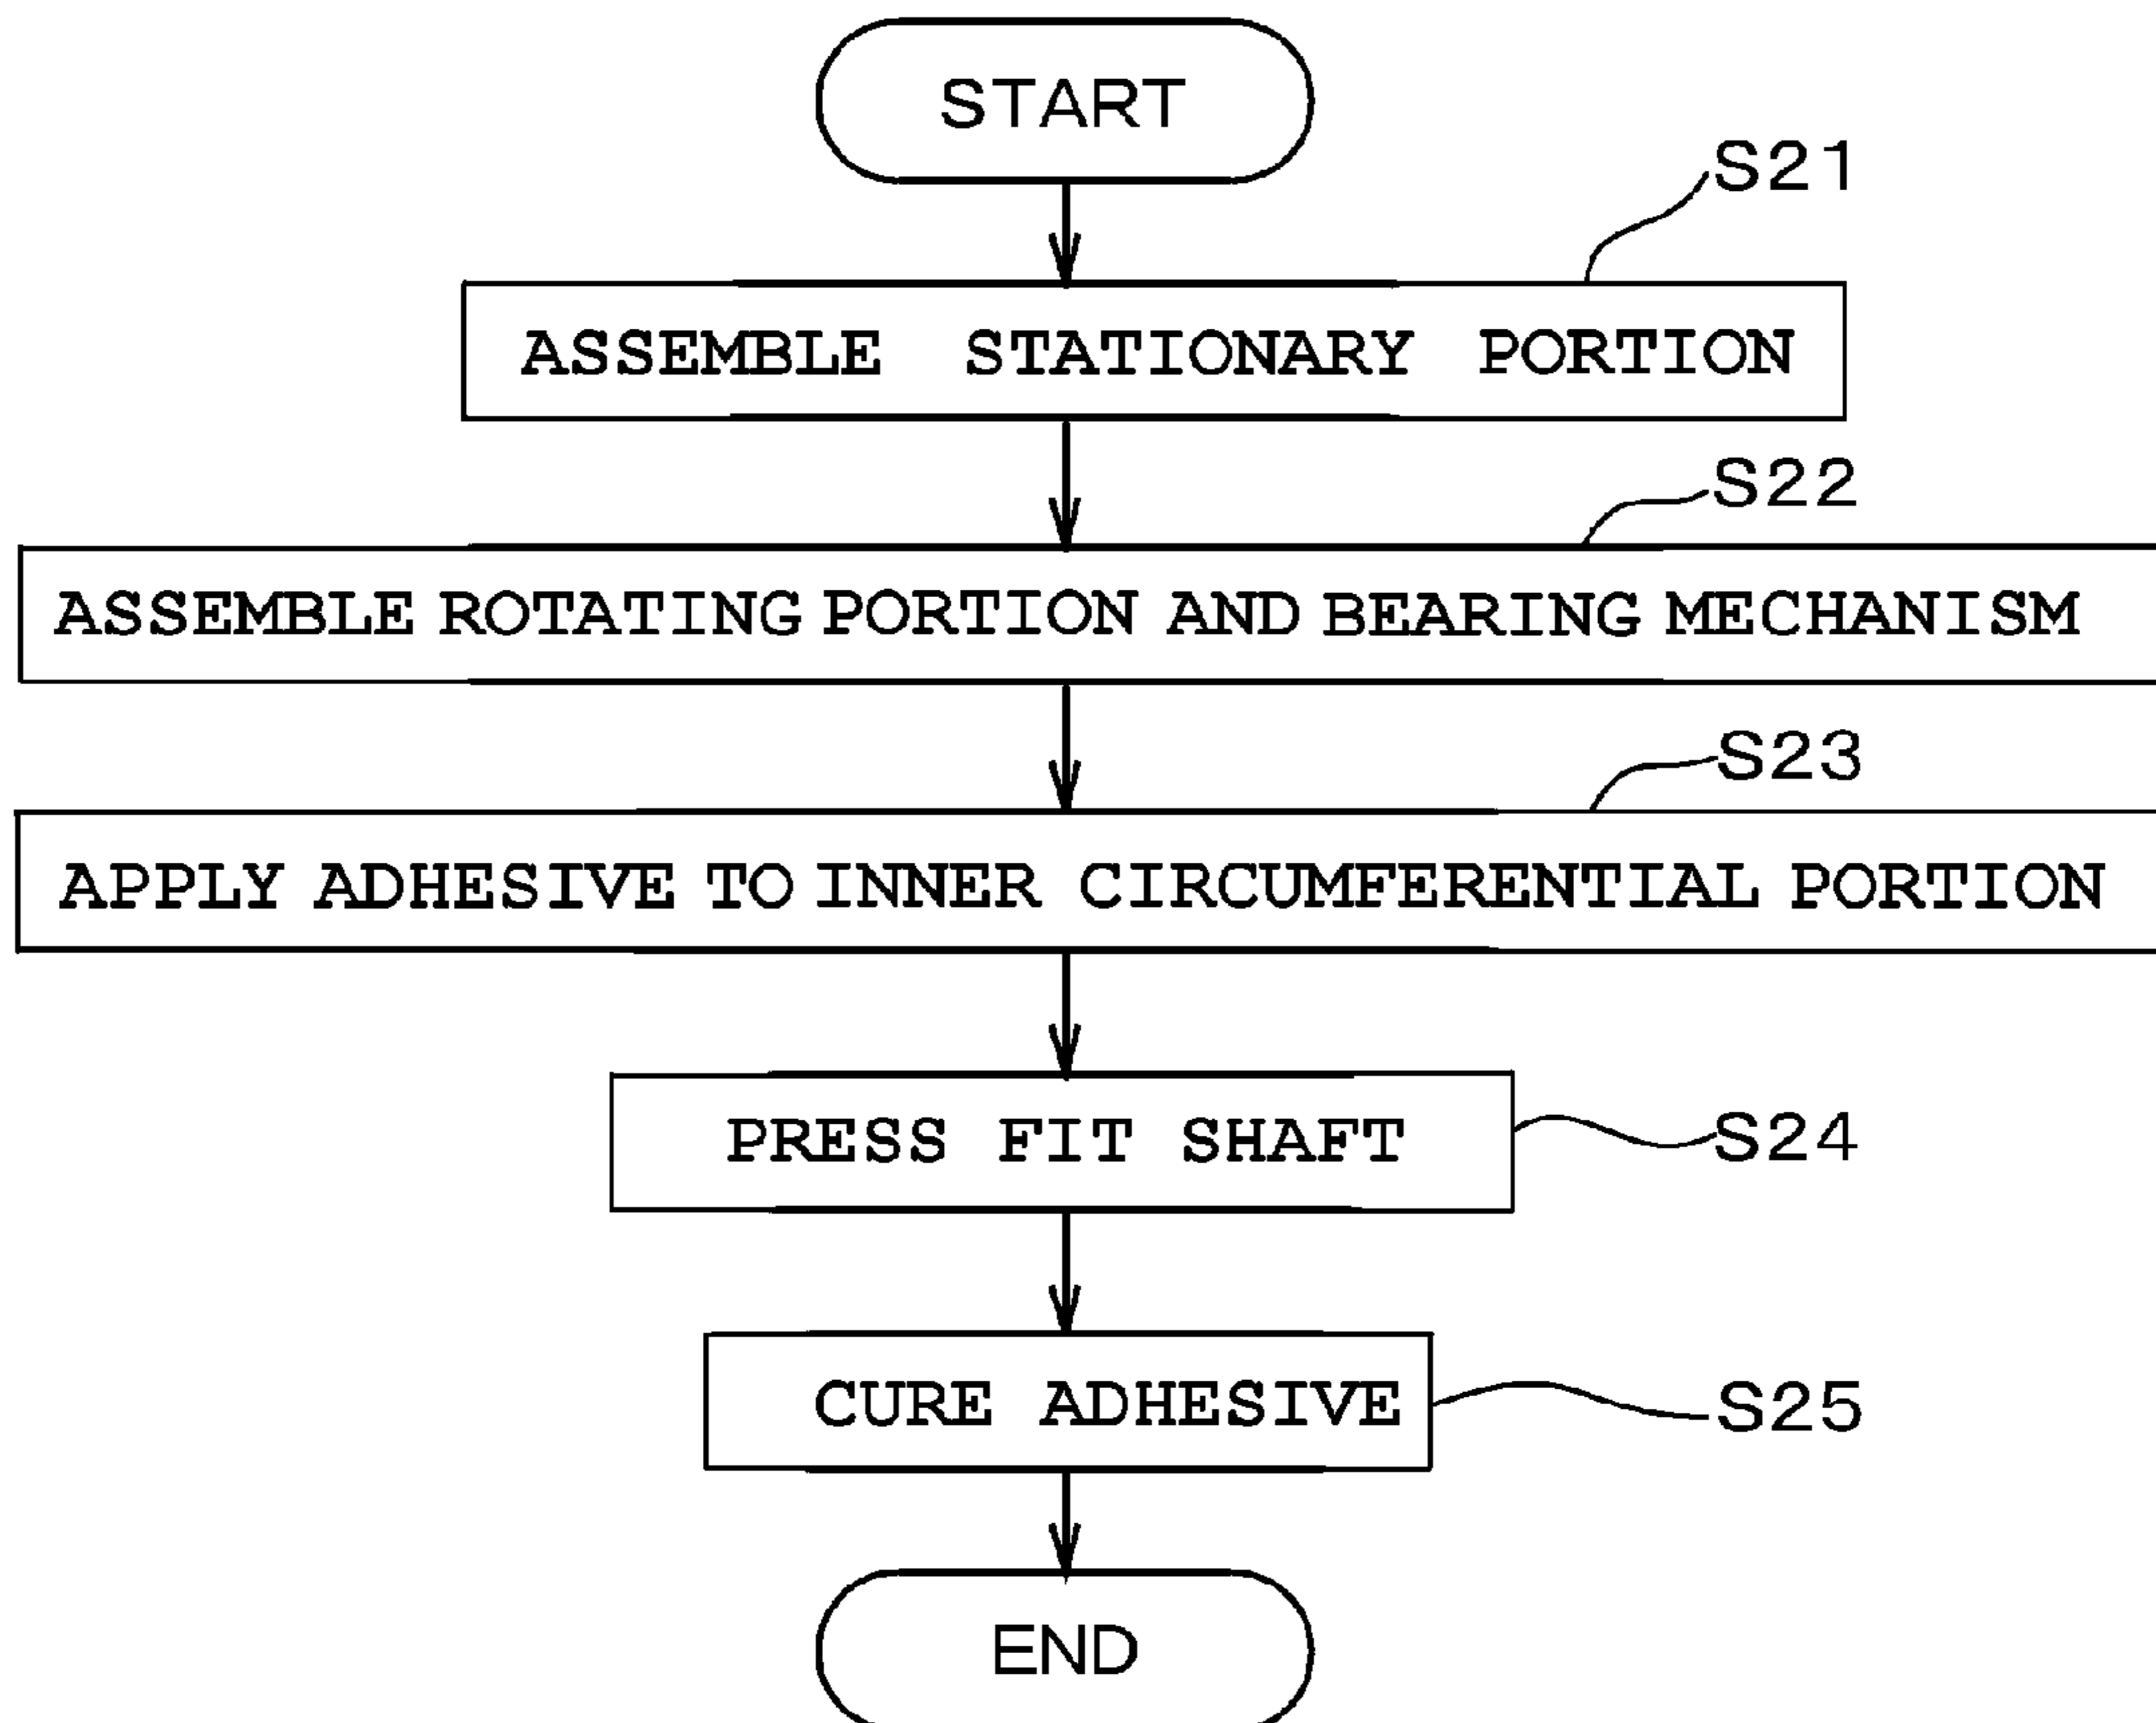 START
S21
ASSEMBLE STATIONARY PORTION
S22
ASSEMBLE ROTATING PORTION AND BEARING MECHANISM
S23
APPLY ADHESIVE TO INNER CIRCUMFERENTIAL PORTION
PRESS FIT SHAFT
S24
CURE ADHESIVE
S25
END